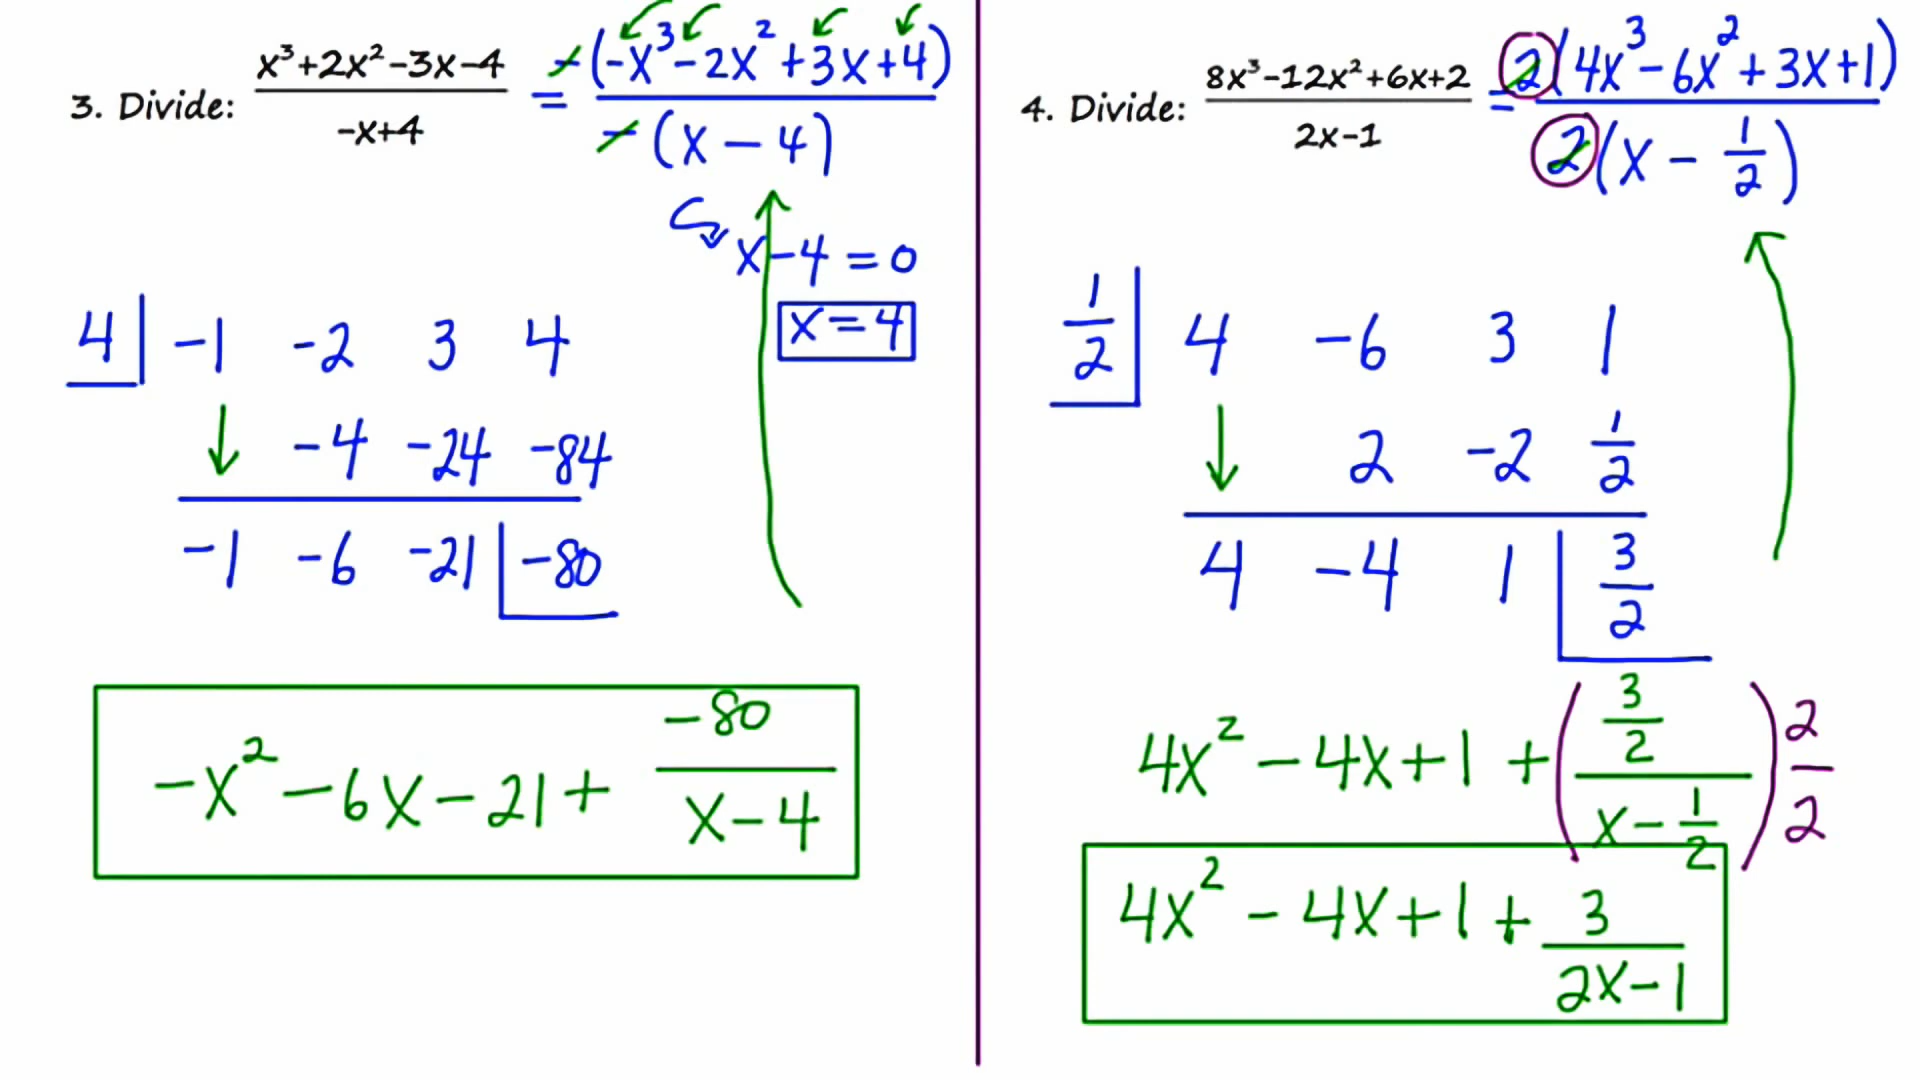 3. Divide: (x³+2x²-3x-4)/(-x+4) = -(-x³-2x²+3x+4)/-(x-4)
x-4=0
x=4
4 | -1 -2 3 4
-4 -24 -84
-1 -6 -21 | -80
-x²-6x-21+ -80/(x-4)
4. Divide: (8x³-12x²+6x+2)/(2x-1) = 2(4x³-6x²+3x+1)/2(x-1/2)
1/2 | 4 -6 3 1
2 -2 1/2
4 -4 1 | 3/2
4x²-4x+1+((3/2)/(x-1/2))2/2
4x²-4x+1+3/(2x-1)